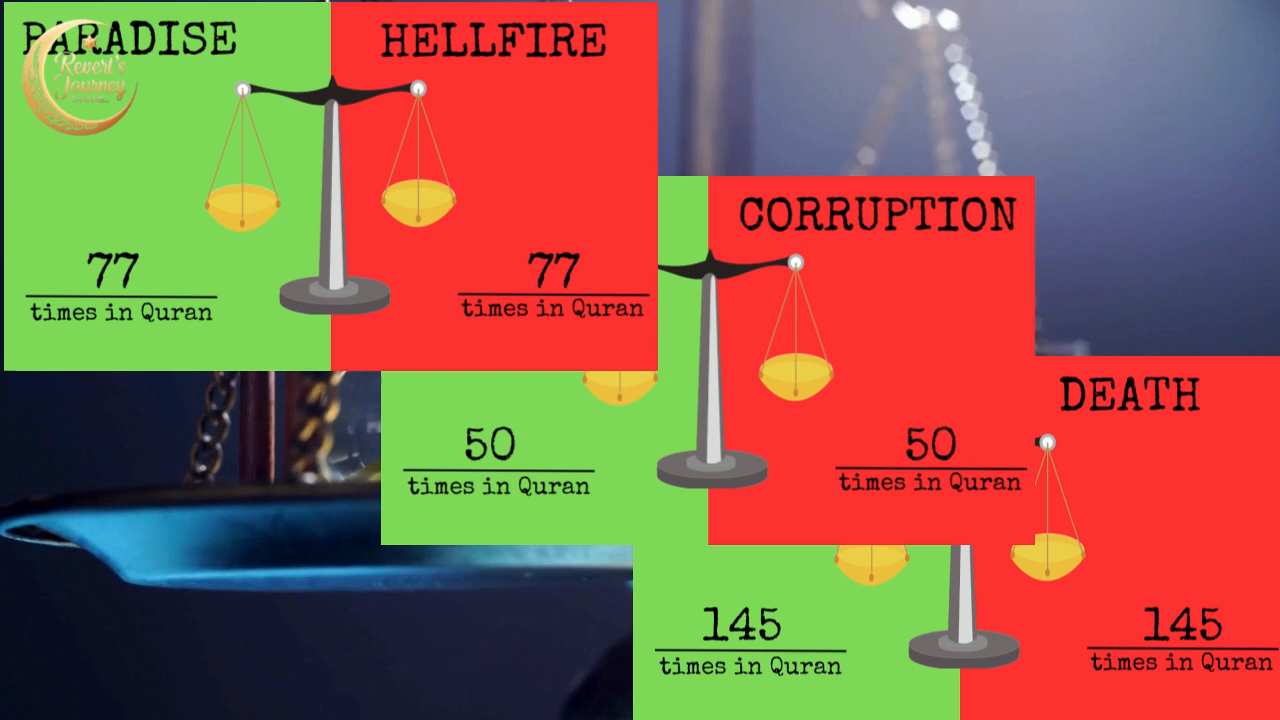 PARADISE
HELLFIRE
Revert's
Journey
77
times in Quran
77
times in Quran
CORRUPTION
50
times in Quran
50
times in Quran
DEATH
145
times in Quran
145
times in Quran